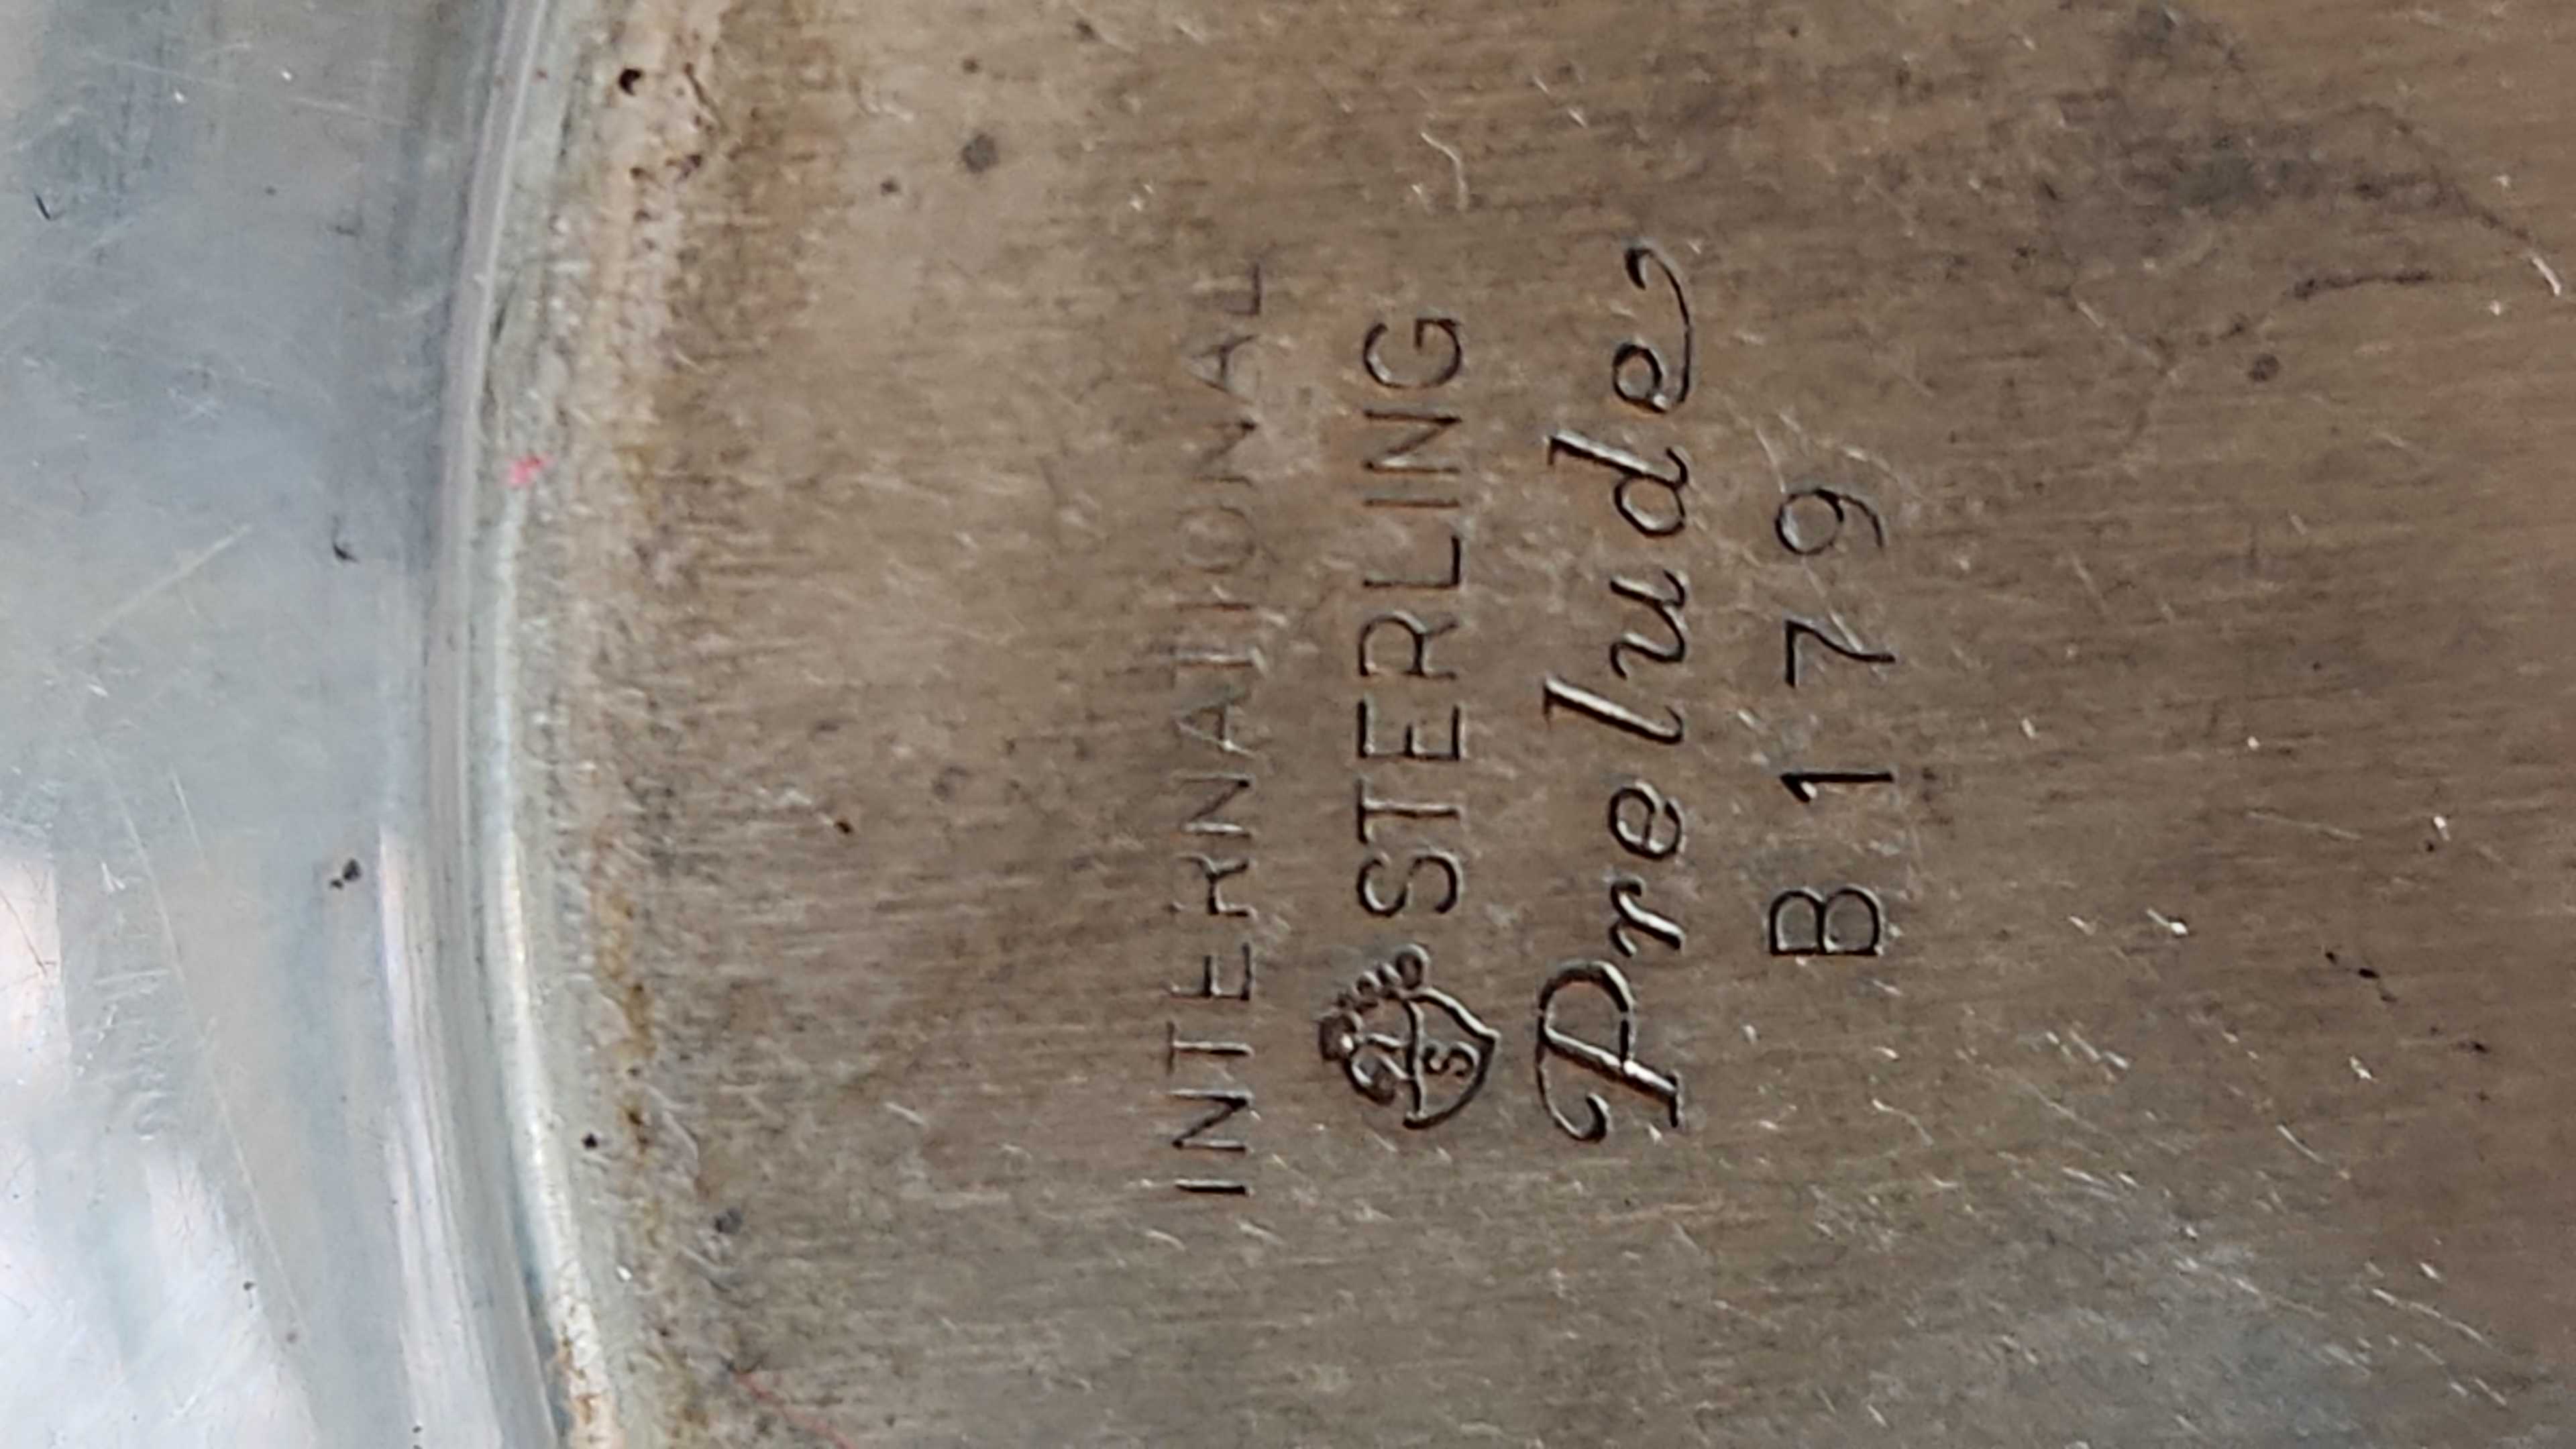 INTERNATIONAL
S STERLING
Prelude
B179